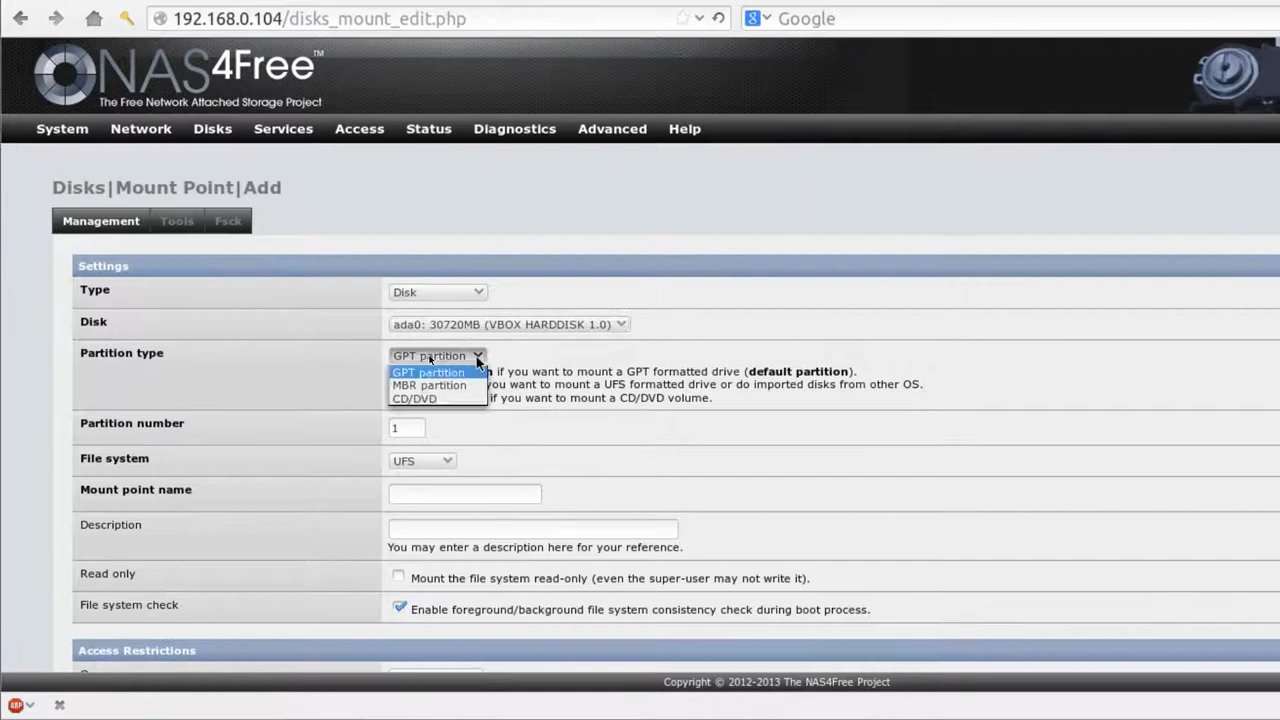 192.168.0.104/disks_mount_edit.php
8 Google
NAS4Free™
The Free Network Attached Storage Project
System Network Disks Services Access Status Diagnostics Advanced Help
Disks|Mount Point|Add
Management Tools Fsck
Settings
Type Disk
Disk ada0: 30720MB (VBOX HARDDISK 1.0)
Partition type GPT partition
GPT partition if you want to mount a GPT formatted drive (default partition).
MBR partition you want to mount a UFS formatted drive or do imported disks from other OS.
CD/DVD if you want to mount a CD/DVD volume.
Partition number 1
File system UFS
Mount point name
Description
You may enter a description here for your reference.
Read only Mount the file system read-only (even the super-user may not write it).
File system check Enable foreground/background file system consistency check during boot process.
Access Restrictions
Copyright © 2012-2013 The NAS4Free Project
ABP